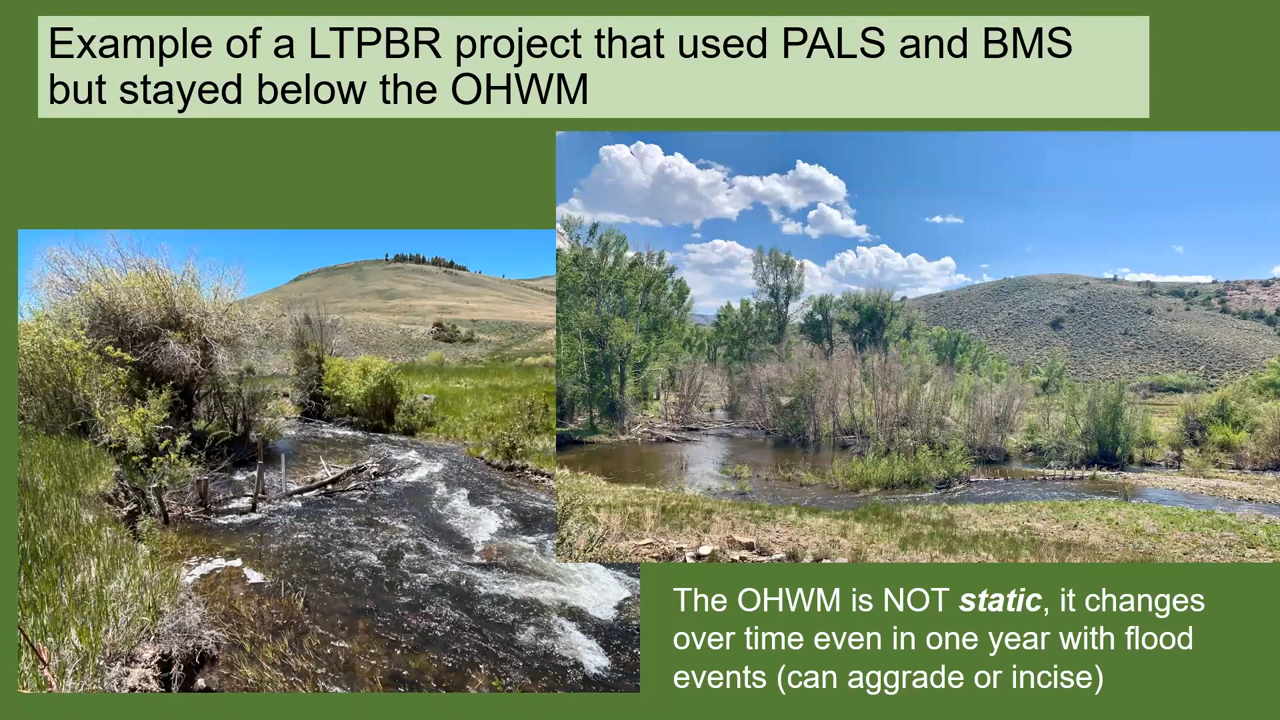 Example of a LTPBR project that used PALS and BMS
but stayed below the OHWM
The OHWM is NOT static, it changes
over time even in one year with flood
events (can aggrade or incise)